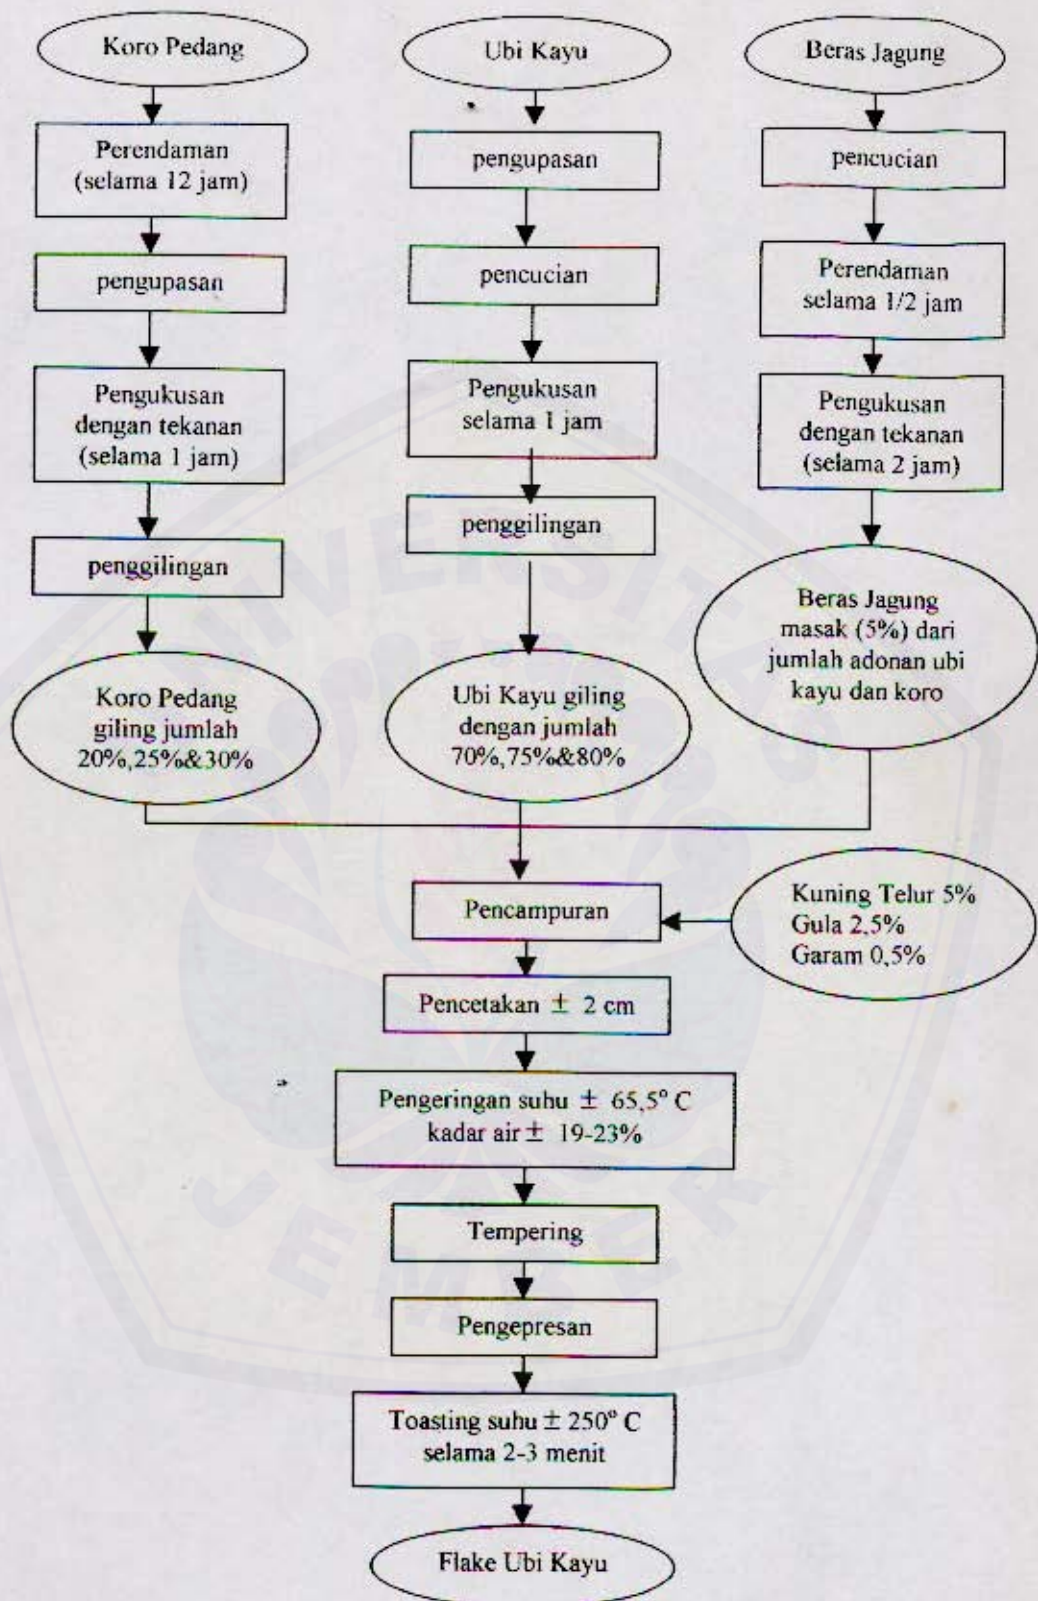 Koro Pedang
Perendaman
(selama 12 jam)
pengupasan
Pengukusan
dengan tekanan
(selama 1 jam)
penggilingan
Koro Pedang
giling jumlah
20%,25%&30%
Ubi Kayu
pengupasan
pencucian
Pengukusan
selama 1 jam
penggilingan
Ubi Kayu giling
dengan jumlah
70%,75%&80%
Beras Jagung
pencucian
Perendaman
selama 1/2 jam
Pengukusan
dengan tekanan
(selama 2 jam)
Beras Jagung
masak (5%) dari
jumlah adonan ubi
kayu dan koro
Pencampuran
Kuning Telur 5%
Gula 2,5%
Garam 0,5%
Pencetakan ± 2 cm
Pengeringan suhu ± 65,5° C
kadar air ± 19-23%
Tempering
Pengepresan
Toasting suhu ± 250° C
selama 2-3 menit
Flake Ubi Kayu
UNIVERSITAS
JEMBER